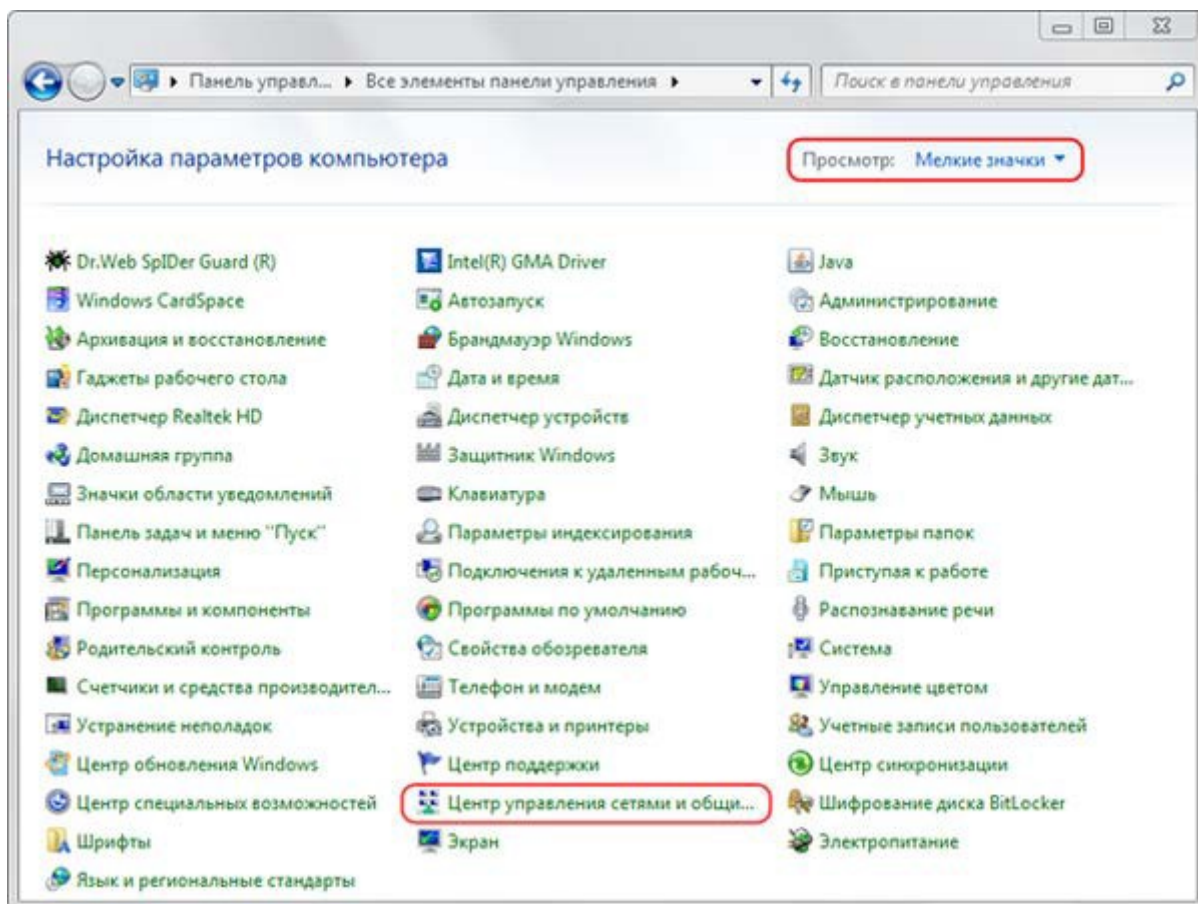 Панель управл... Все элементы панели управления Поиск в панели управления
Настройка параметров компьютера Просмотр: Мелкие значки
Dr.Web SpIDer Guard (R) Intel(R) GMA Driver Java
Windows CardSpace Автозапуск Администрирование
Архивация и восстановление Брандмауэр Windows Восстановление
Гаджеты рабочего стола Дата и время Датчик расположения и другие дат...
Диспетчер Realtek HD Диспетчер устройств Диспетчер учетных данных
Домашняя группа Защитник Windows Звук
Значки области уведомлений Клавиатура Мышь
Панель задач и меню "Пуск" Параметры индексирования Параметры папок
Персонализация Подключения к удаленным рабоч... Приступая к работе
Программы и компоненты Программы по умолчанию Распознавание речи
Родительский контроль Свойства обозревателя Система
Счетчики и средства производител... Телефон и модем Управление цветом
Устранение неполадок Устройства и принтеры Учетные записи пользователей
Центр обновления Windows Центр поддержки Центр синхронизации
Центр специальных возможностей Центр управления сетями и общи... Шифрование диска BitLocker
Шрифты Экран Электропитание
Язык и региональные стандарты